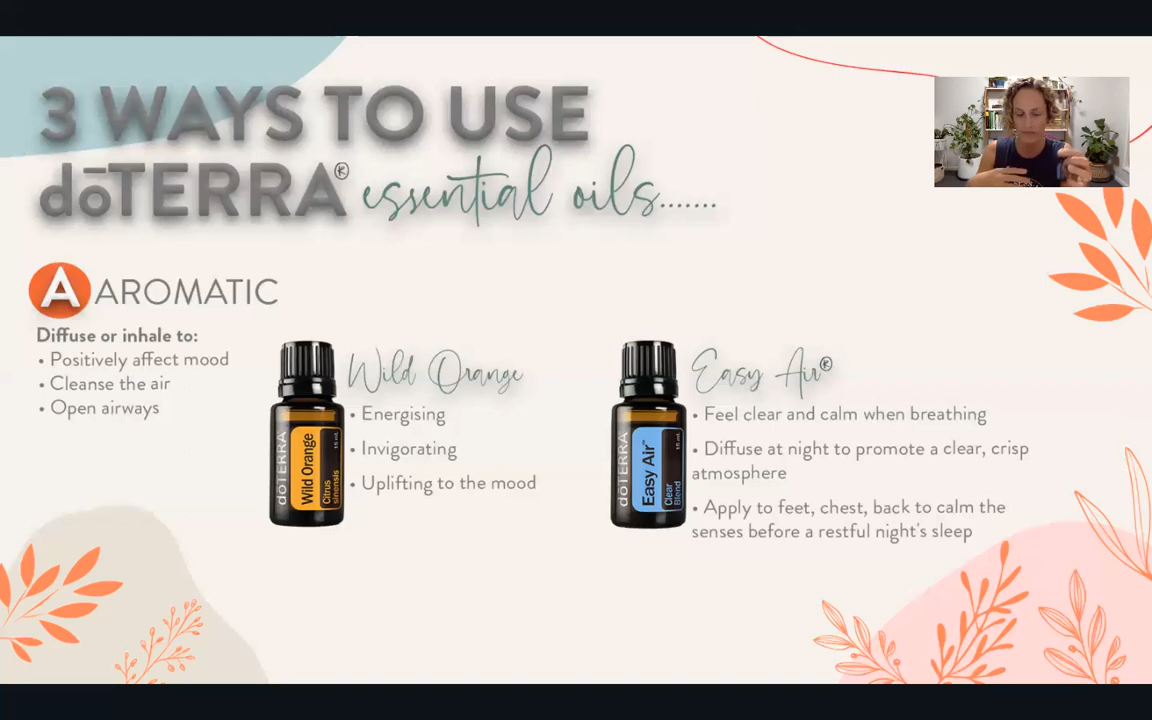 3 WAYS TO USE
dōTERRA® essential oils.......
A AROMATIC
Diffuse or inhale to:
• Positively affect mood
• Cleanse the air
• Open airways
Wild Orange
• Energising
• Invigorating
• Uplifting to the mood
dōTERRA
Wild Orange
Citrus
sinensis
15 mL
Easy Air®
• Feel clear and calm when breathing
• Diffuse at night to promote a clear, crisp
atmosphere
• Apply to feet, chest, back to calm the
senses before a restful night's sleep
dōTERRA
Easy Air™
Clear
Blend
15 mL